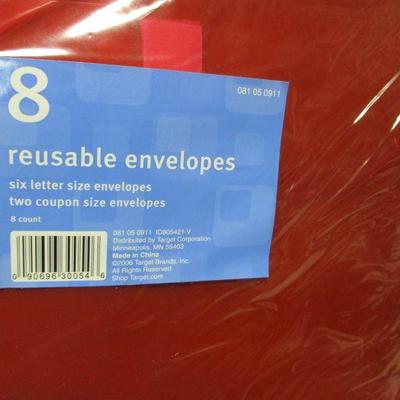 8
081 05 0911
reusable envelopes
six letter size envelopes
two coupon size envelopes
8 count
081 05 0911 ID805421-V
Distributed by Target Corporation
Minneapolis, MN 55403
Made in China
©2006 Target Brands, Inc.
All Rights Reserved
Shop Target.com
0 90696 30054 6